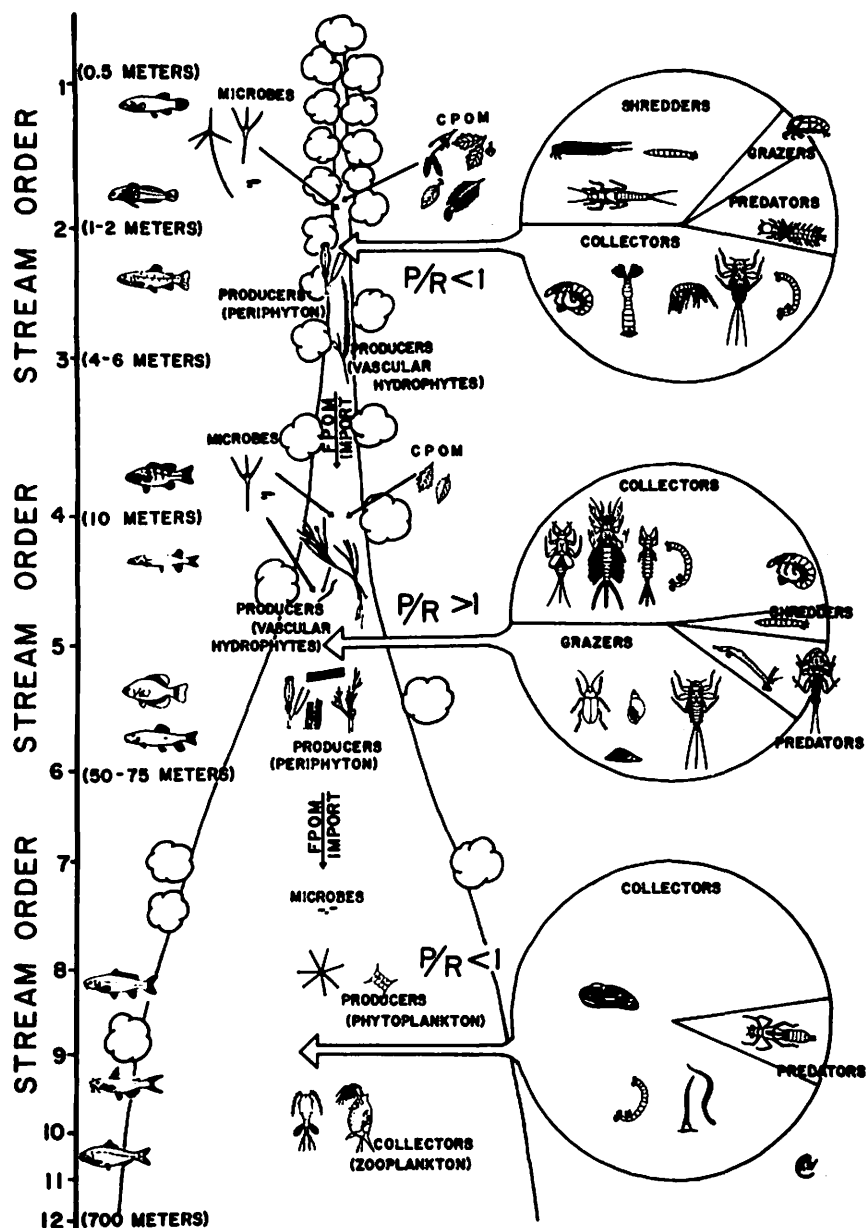 STREAM ORDER
1
(0.5 METERS)
MICROBES
CPOM
SHREDDERS
GRAZERS
PREDATORS
COLLECTORS
2
(1-2 METERS)
P/R < 1
PRODUCERS
(PERIPHYTON)
3
(4-6 METERS)
PRODUCERS
(VASCULAR
HYDROPHYTES)
FPOM
IMPORT
STREAM ORDER
MICROBES
CPOM
4
(10 METERS)
COLLECTORS
SHREDDERS
GRAZERS
PREDATORS
P/R >1
PRODUCERS
(VASCULAR
HYDROPHYTES)
5
PRODUCERS
(PERIPHYTON)
6
(50-75 METERS)
FPOM
IMPORT
STREAM ORDER
7
MICROBES
COLLECTORS
PREDATORS
P/R <1
8
PRODUCERS
(PHYTOPLANKTON)
9
10
COLLECTORS
(ZOOPLANKTON)
11
12
(700 METERS)